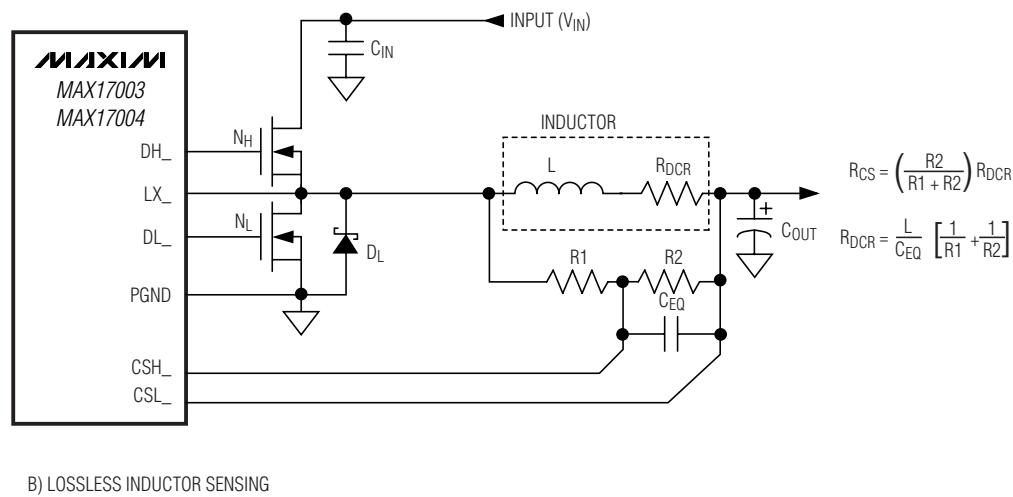 INPUT (VIN)
CIN
MAXIM
MAX17003
MAX17004
INDUCTOR
NH
DH_
L
RDCR
RCS = (R2 / R1 + R2) RDCR
LX_
NL
DL_
DL
+
COUT
RDCR = L / CEQ [1 / R1 + 1 / R2]
R1
R2
PGND
CEQ
CSH_
CSL_
B) LOSSLESS INDUCTOR SENSING